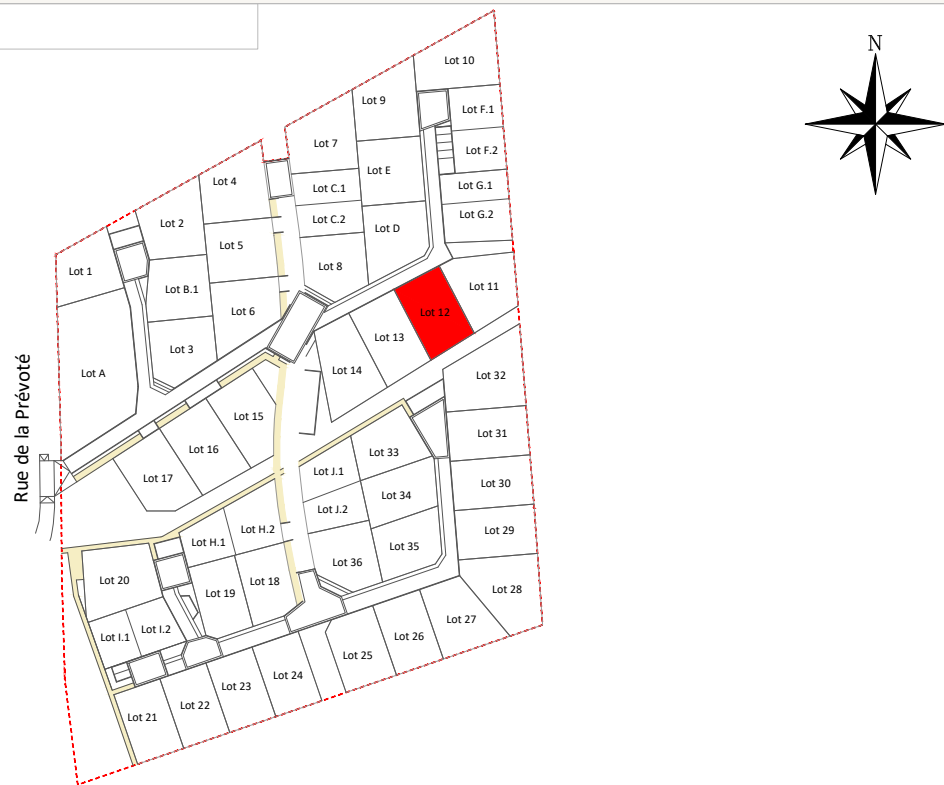 N
Lot 10
Lot 9
Lot F.1
Lot 7
Lot F.2
Lot E
Lot 4
Lot C.1
Lot G.1
Lot 2
Lot C.2
Lot G.2
Lot D
Lot 5
Lot 1
Lot 8
Lot B.1
Lot 11
Lot 6
Lot 12
Lot 3
Lot 13
Lot A
Lot 14
Lot 32
Rue de la Prévôté
Lot 15
Lot 31
Lot 16
Lot 33
Lot 17
Lot J.1
Lot 30
Lot 34
Lot J.2
Lot H.2
Lot 29
Lot H.1
Lot 35
Lot 36
Lot 20
Lot 18
Lot 28
Lot 19
Lot 27
Lot I.2
Lot I.1
Lot 26
Lot 25
Lot 24
Lot 23
Lot 22
Lot 21